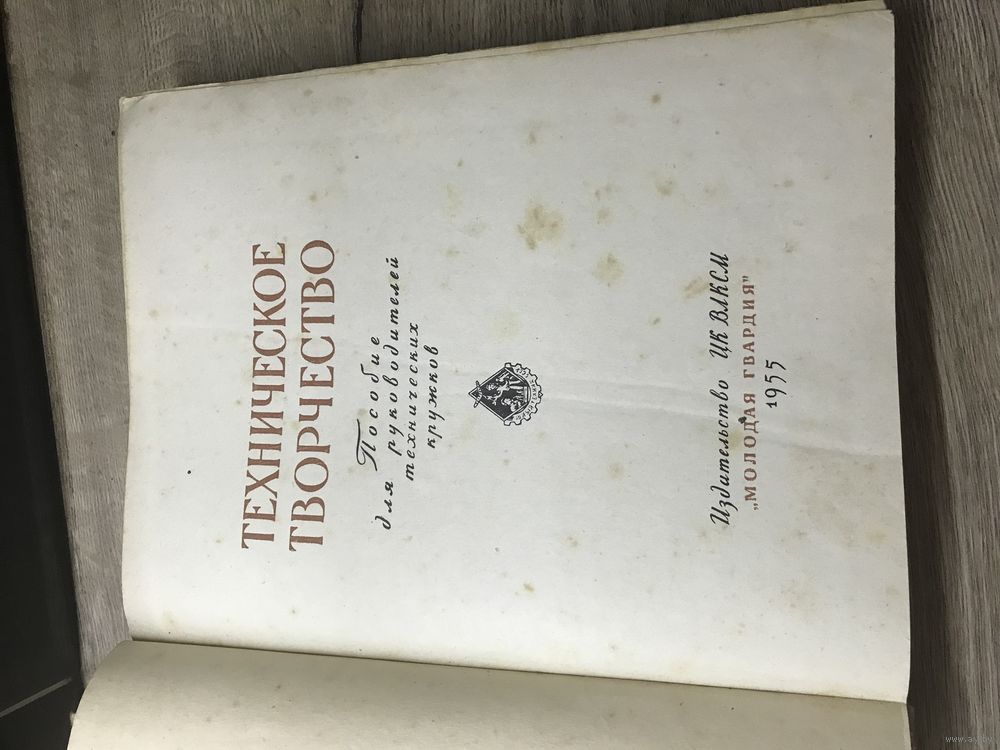 ТЕХНИЧЕСКОЕ
ТВОРЧЕСТВО
Пособие
для руководителей
технических
кружков
Издательство ЦК ВЛКСМ
„МОЛОДАЯ ГВАРДИЯ"
1955